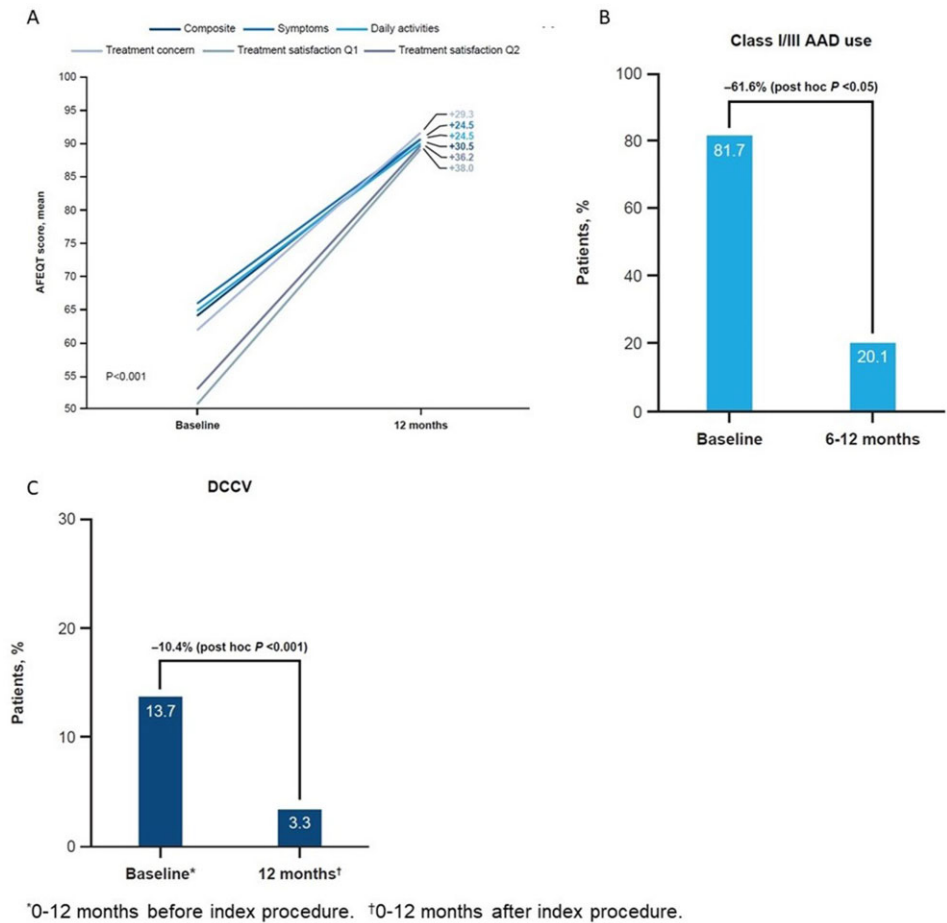 A
Composite Symptoms Daily activities
Treatment concern Treatment satisfaction Q1 Treatment satisfaction Q2
100
95
90
85
80
75
70
65
60
55
50
AFEQT score, mean
+29.3
+24.5
+24.5
+30.5
+36.2
+38.0
P<0.001
Baseline 12 months
B
Class I/III AAD use
–61.6% (post hoc P <0.05)
100
80
60
40
20
0
Patients, %
81.7
20.1
Baseline 6-12 months
C
DCCV
30
20
10
0
Patients, %
–10.4% (post hoc P <0.001)
13.7
3.3
Baseline* 12 months†
*0-12 months before index procedure. †0-12 months after index procedure.